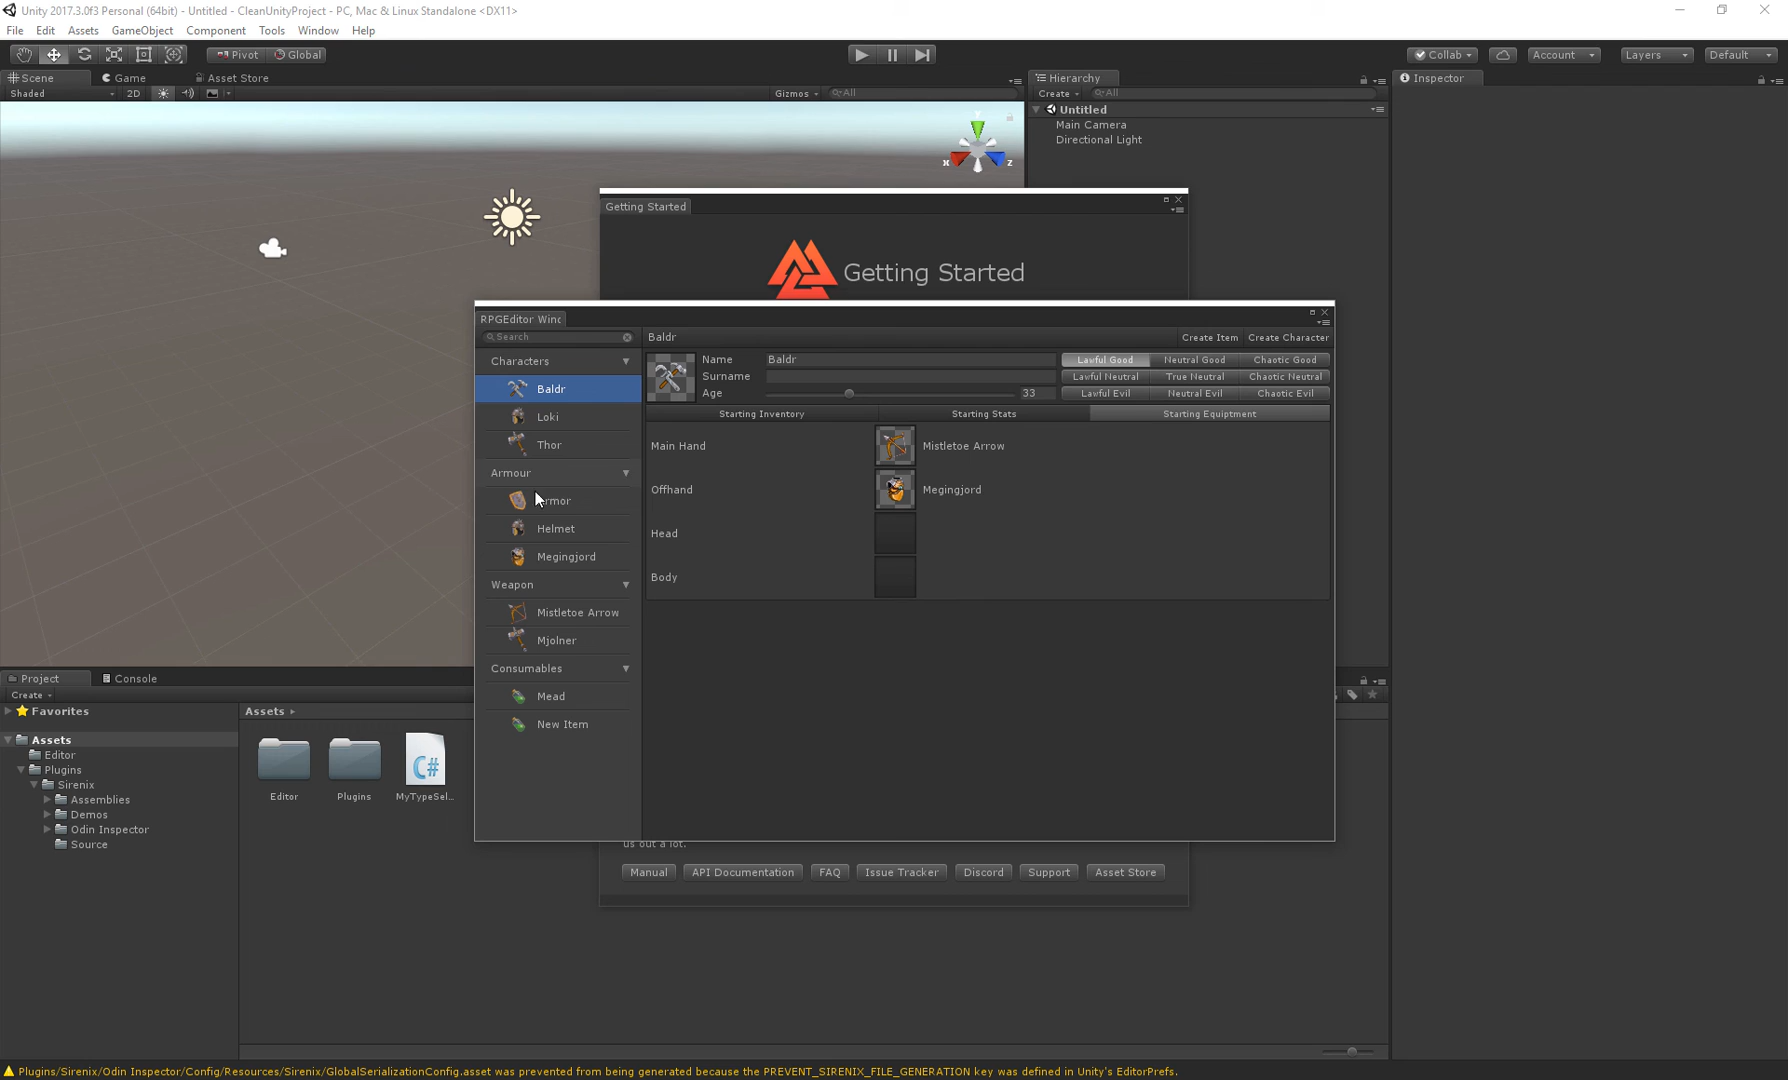 Unity 2017.3.0f3 Personal (64bit) - Untitled - CleanUnityProject - PC, Mac & Linux Standalone <DX11>
File Edit Assets GameObject Component Tools Window Help
Pivot Global Collab Account Layers Default
Scene Game Asset Store Hierarchy Inspector
Shaded 2D Gizmos All Create All
Untitled
Main Camera
Directional Light
Y
X Z
Getting Started
Getting Started
RPGEditor Winc
Search Baldr Create Item Create Character
Characters
Baldr
Loki
Thor
Armour
Helmet
Megingjord
Weapon
Mistletoe Arrow
Mjolner
Consumables
Mead
New Item
Name Baldr Lawful Good Neutral Good Chaotic Good
Surname Lawful Neutral True Neutral Chaotic Neutral
Age 33 Lawful Evil Neutral Evil Chaotic Evil
Starting Inventory Starting Stats Starting Equiptment
Main Hand Mistletoe Arrow
Offhand Megingjord
Head
Body
us out a lot.
Manual API Documentation FAQ Issue Tracker Discord Support Asset Store
Project Console
Create
Favorites Assets
Assets
Editor
Plugins
Sirenix
Assemblies
Demos
Odin Inspector
Source
C#
Editor Plugins MyTypeSel...
Plugins/Sirenix/Odin Inspector/Config/Resources/Sirenix/GlobalSerializationConfig.asset was prevented from being generated because the PREVENT_SIRENIX_FILE_GENERATION key was defined in Unity's EditorPrefs.